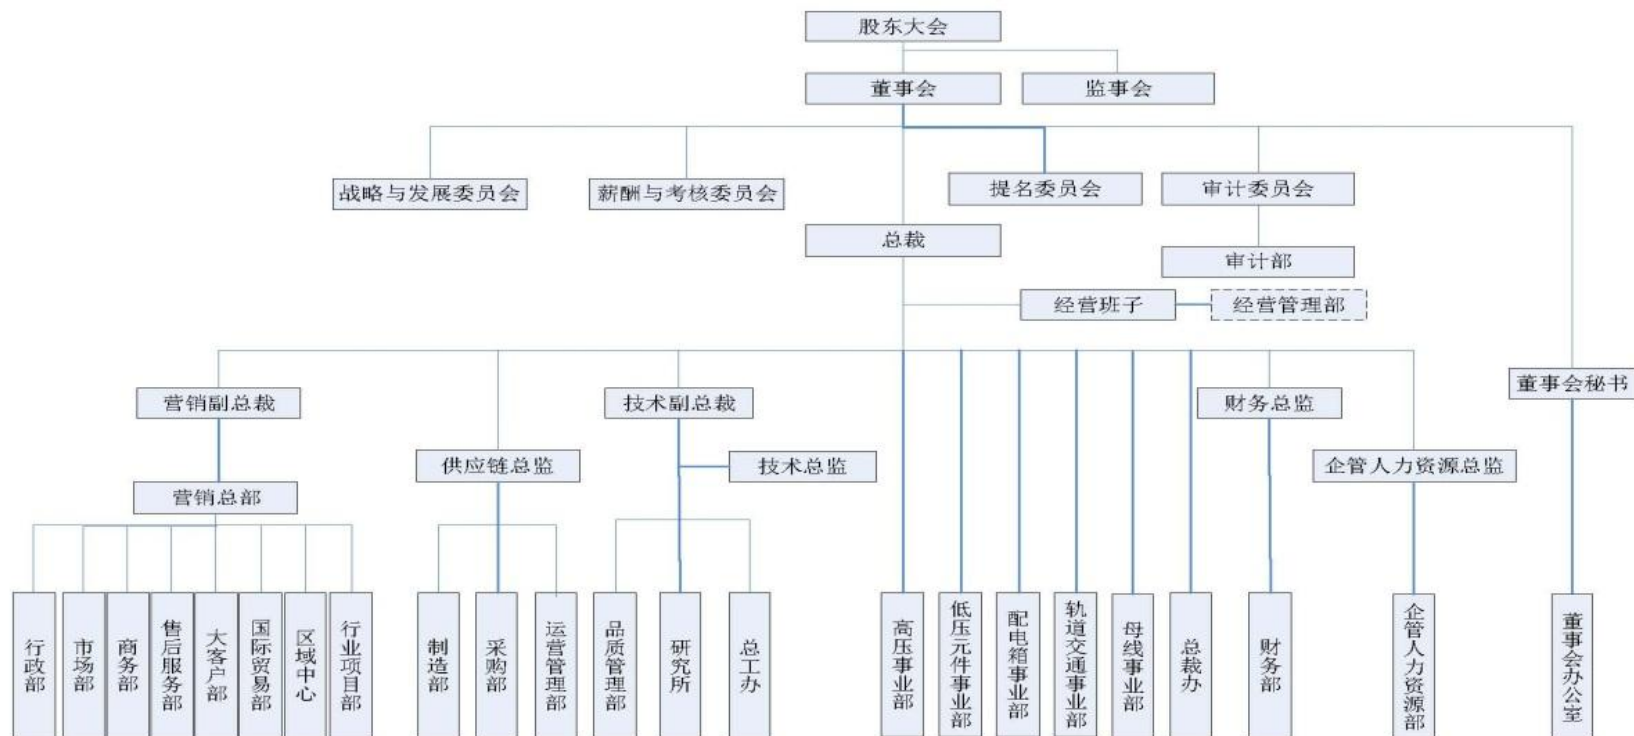 股东大会
董事会
监事会
战略与发展委员会
薪酬与考核委员会
提名委员会
审计委员会
总裁
审计部
经营班子
经营管理部
营销副总裁
技术副总裁
财务总监
董事会秘书
供应链总监
技术总监
企管人力资源总监
营销总部
行政部
市场部
商务部
售后服务部
大客户部
国际贸易部
区域中心
行业项目部
制造部
采购部
运营管理部
品质管理部
研究所
总工办
高压事业部
低压元件事业部
配电箱事业部
轨道交通事业部
母线事业部
总裁办
财务部
企管人力资源部
董事会办公室